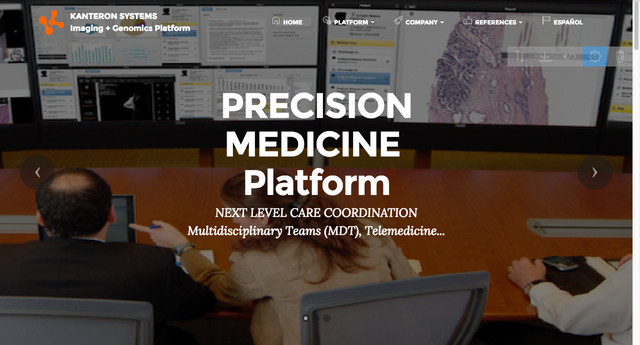 KANTERON SYSTEMS
Imaging + Genomics Platform
HOME
PLATFORM
COMPANY
REFERENCES
ESPAÑOL
PRECISION
MEDICINE
Platform
NEXT LEVEL CARE COORDINATION
Multidisciplinary Teams (MDT), Telemedicine...